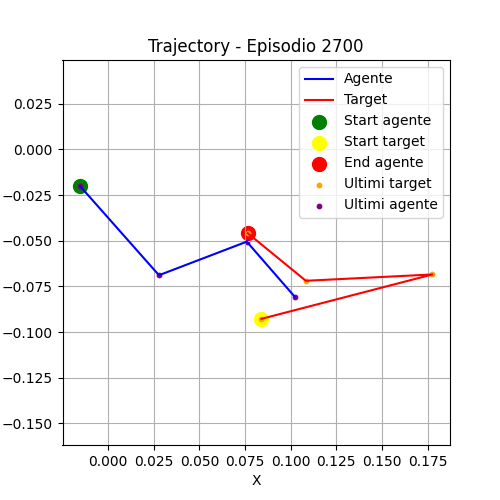 Trajectory - Episodio 2700
Agente
Target
Start agente
Start target
End agente
Ultimi target
Ultimi agente
0.025
0.000
−0.025
−0.050
−0.075
−0.100
−0.125
−0.150
0.000 0.025 0.050 0.075 0.100 0.125 0.150 0.175
X